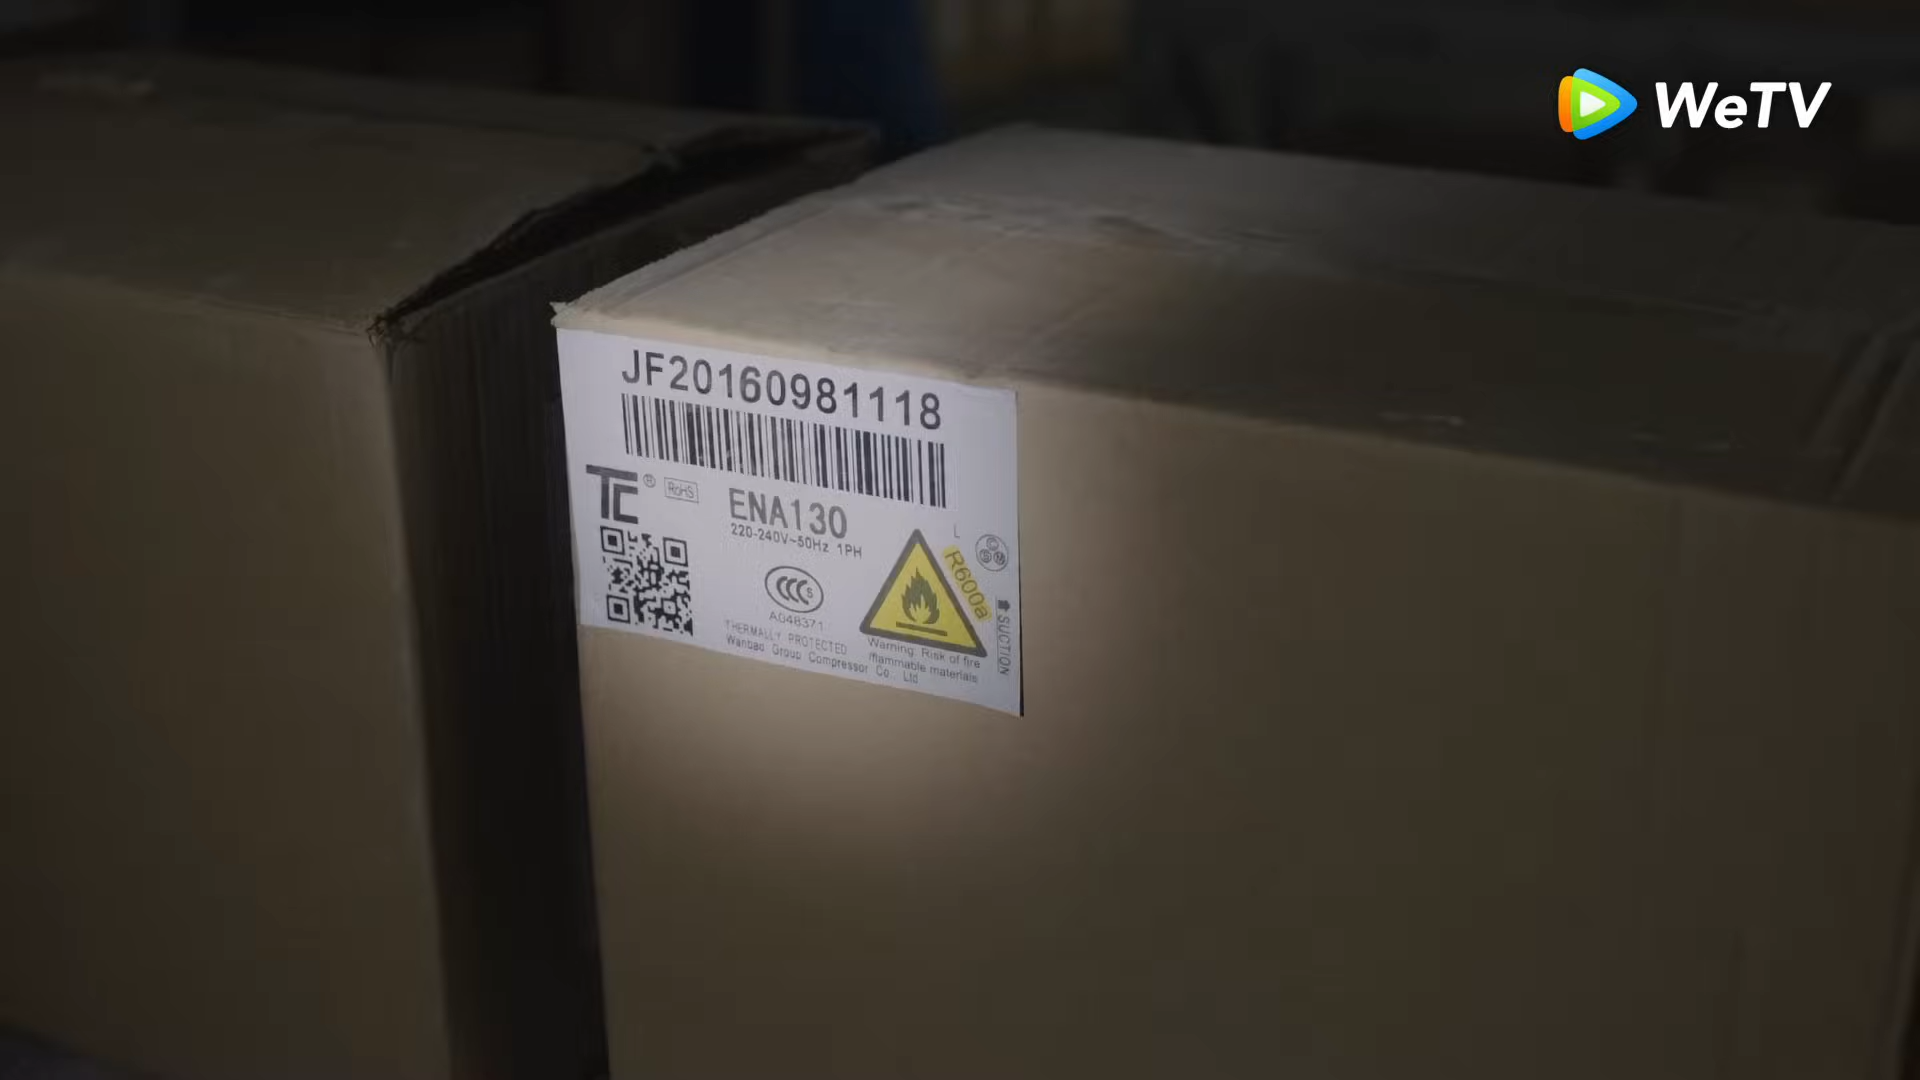 WeTV
JF20160981118
TC® RoHS
ENA130
220-240V~50Hz 1PH
L
C
S M
R600a
CCC S
A048371
SUCTION
THERMALLY PROTECTED
Wanbao Group Compressor Co., Ltd
Warning: Risk of fire
/flammable materials